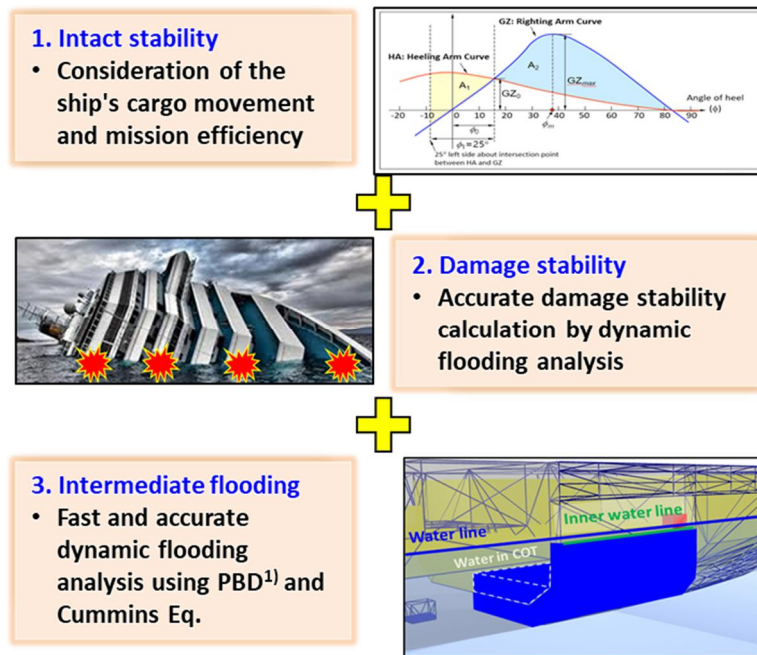 1. Intact stability
• Consideration of the
ship's cargo movement
and mission efficiency
GZ: Righting Arm Curve
HA: Heeling Arm Curve
A1
A2
GZ0
GZmax
Angle of heel
(ϕ)
-20 -10 0 10 20 30 40 50 60 70 80 90
ϕ0
ϕm
ϕ1=25°
25° left side about intersection point
between HA and GZ
2. Damage stability
• Accurate damage stability
calculation by dynamic
flooding analysis
3. Intermediate flooding
• Fast and accurate
dynamic flooding
analysis using PBD1) and
Cummins Eq.
Inner water line
Water line
Water in COT